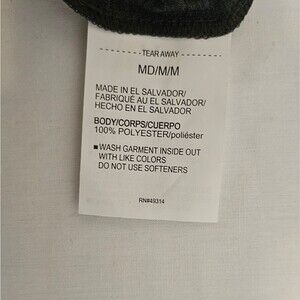 TEAR AWAY
MD/M/M
MADE IN EL SALVADOR/
FABRIQUÉ AU EL SALVADOR/
HECHO EN EL SALVADOR
BODY/CORPS/CUERPO
100% POLYESTER/poliéster
■WASH GARMENT INSIDE OUT
WITH LIKE COLORS
DO NOT USE SOFTENERS
RN#49314